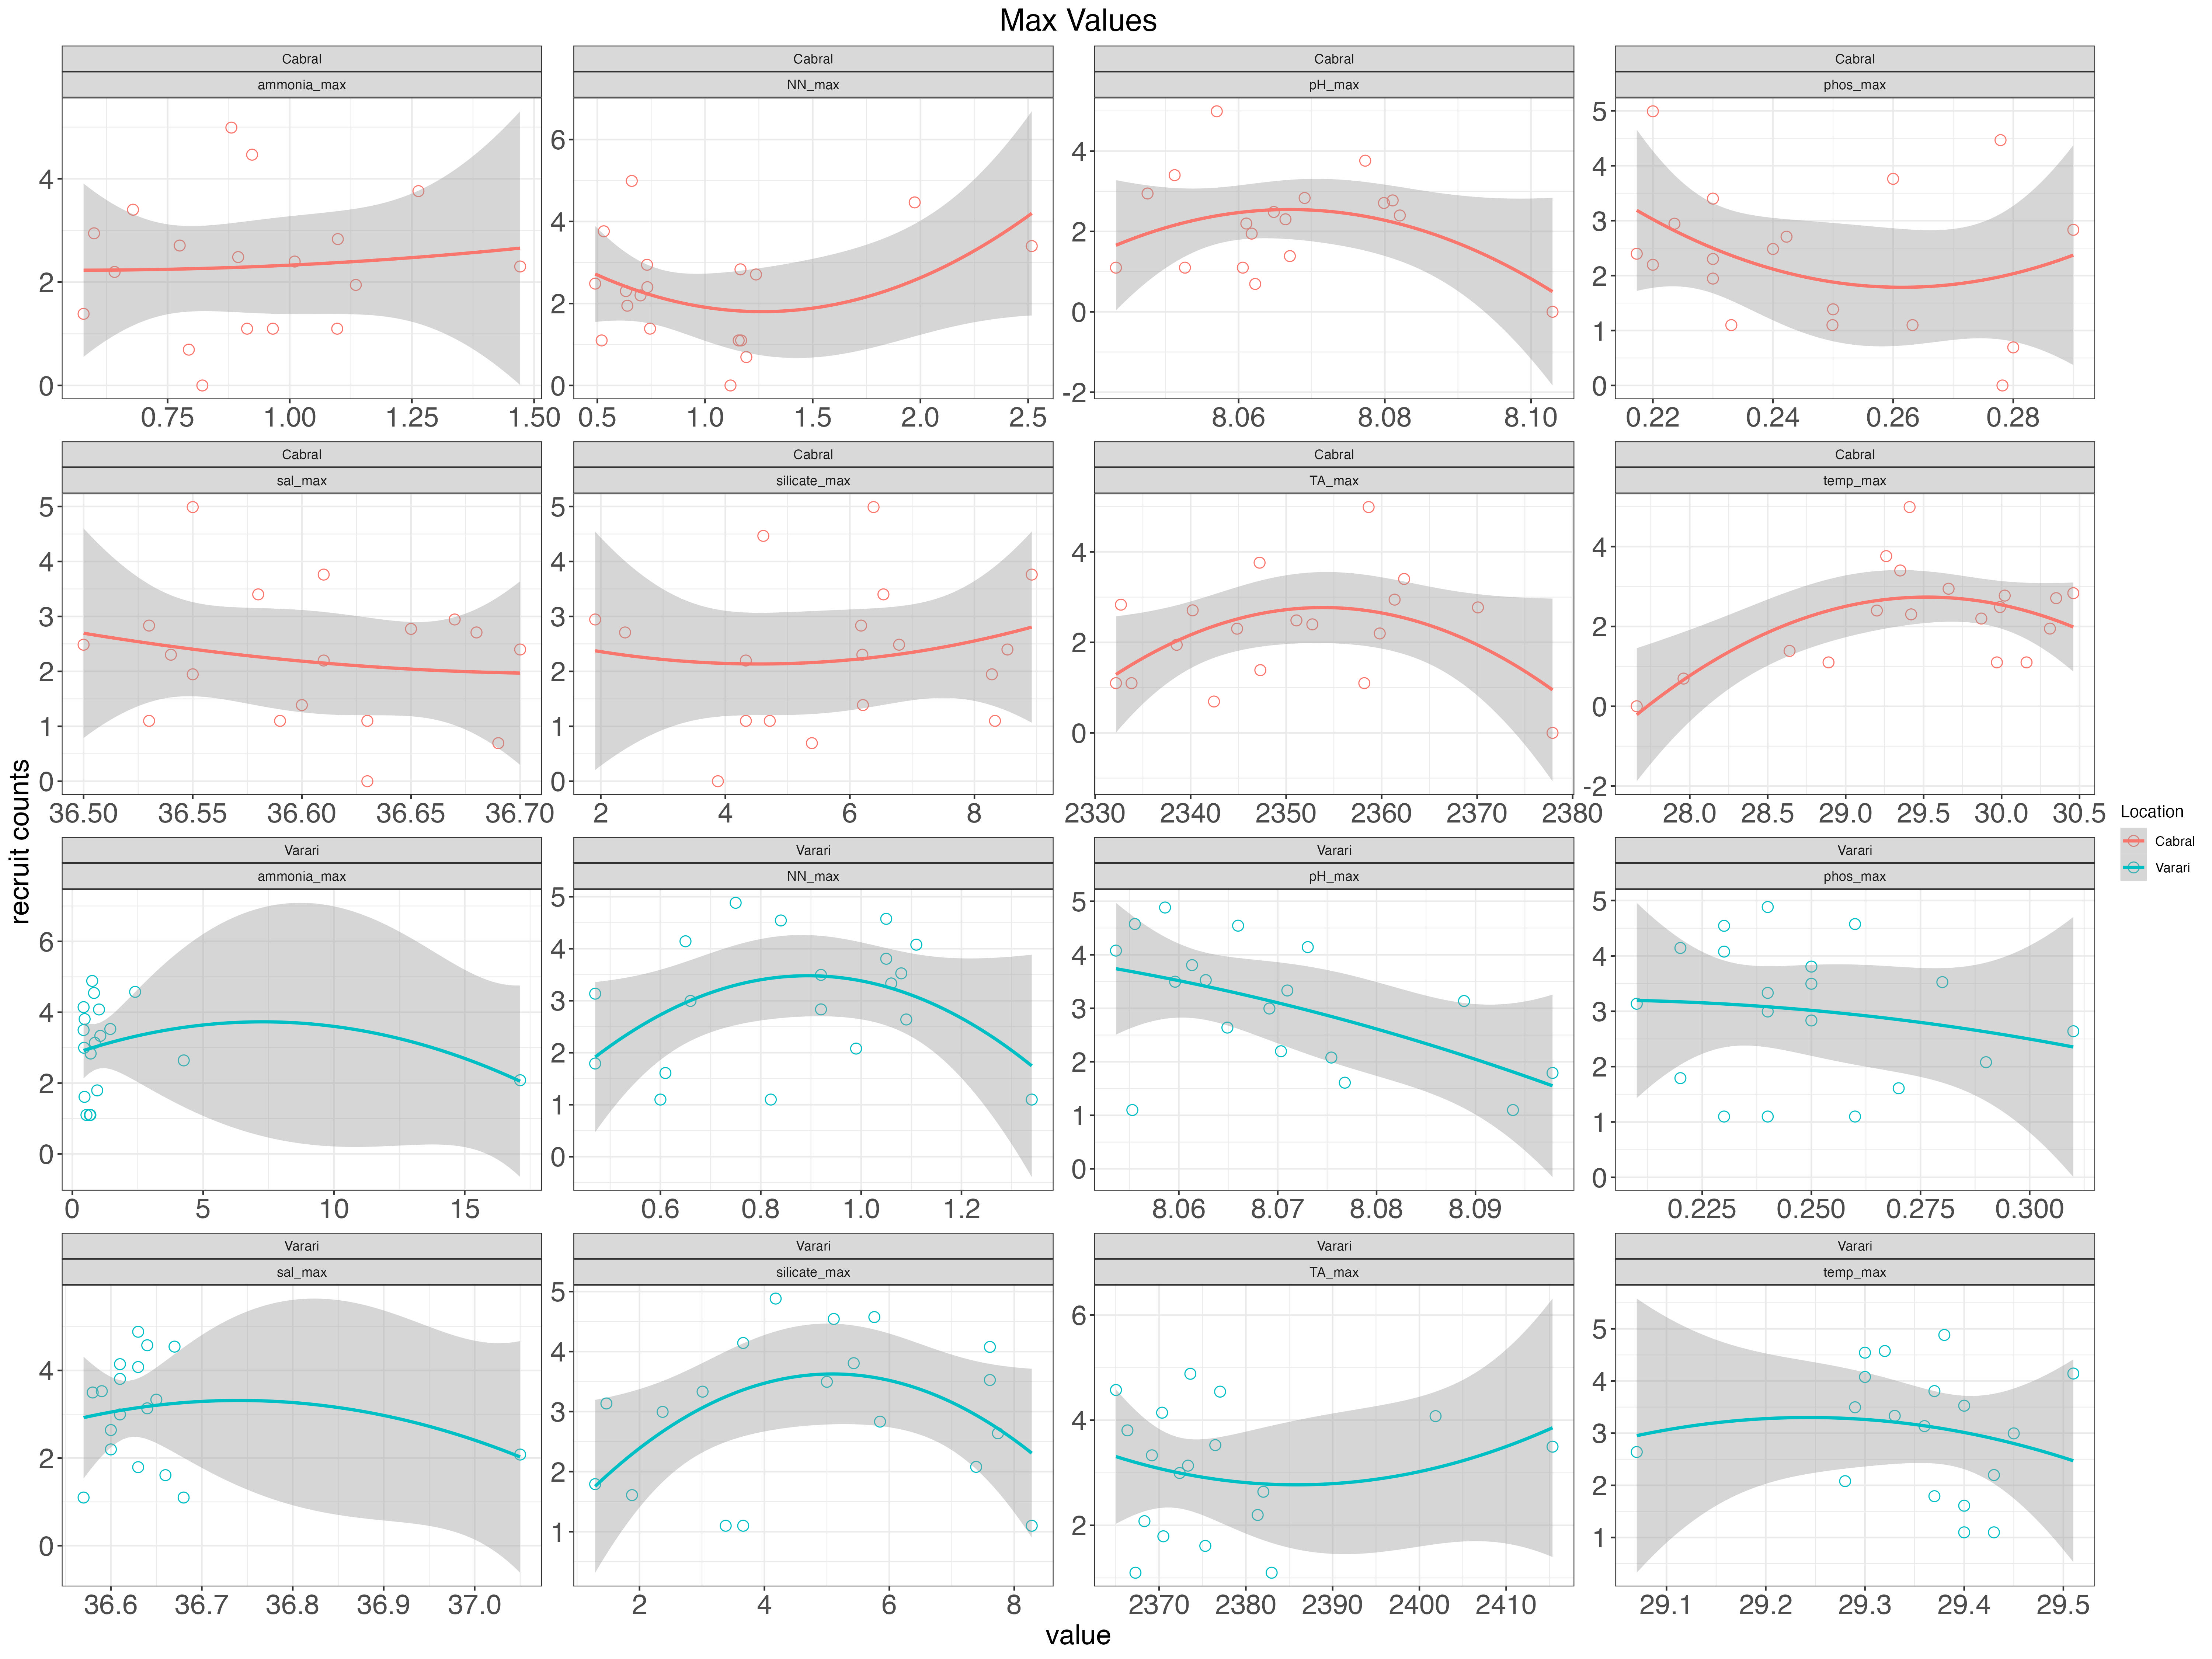 Max Values
Cabral Cabral Cabral Cabral
ammonia_max NN_max pH_max phos_max
4
2
0
0.75 1.00 1.25 1.50
6
4
2
0
0.5 1.0 1.5 2.0 2.5
4
2
0
-2
8.06 8.08 8.10
5
4
3
2
1
0
0.22 0.24 0.26 0.28
Cabral Cabral Cabral Cabral
sal_max silicate_max TA_max temp_max
5
4
3
2
1
0
36.50 36.55 36.60 36.65 36.70
5
4
3
2
1
0
2 4 6 8
4
2
0
2330 2340 2350 2360 2370 2380
4
2
0
-2
28.0 28.5 29.0 29.5 30.0 30.5
recruit counts
Location
Cabral
Varari
Varari Varari Varari Varari
ammonia_max NN_max pH_max phos_max
6
4
2
0
0 5 10 15
5
4
3
2
1
0
0.6 0.8 1.0 1.2
5
4
3
2
1
0
8.06 8.07 8.08 8.09
5
4
3
2
1
0
0.225 0.250 0.275 0.300
Varari Varari Varari Varari
sal_max silicate_max TA_max temp_max
4
2
0
36.6 36.7 36.8 36.9 37.0
5
4
3
2
1
2 4 6 8
6
4
2
2370 2380 2390 2400 2410
5
4
3
2
1
29.1 29.2 29.3 29.4 29.5
value